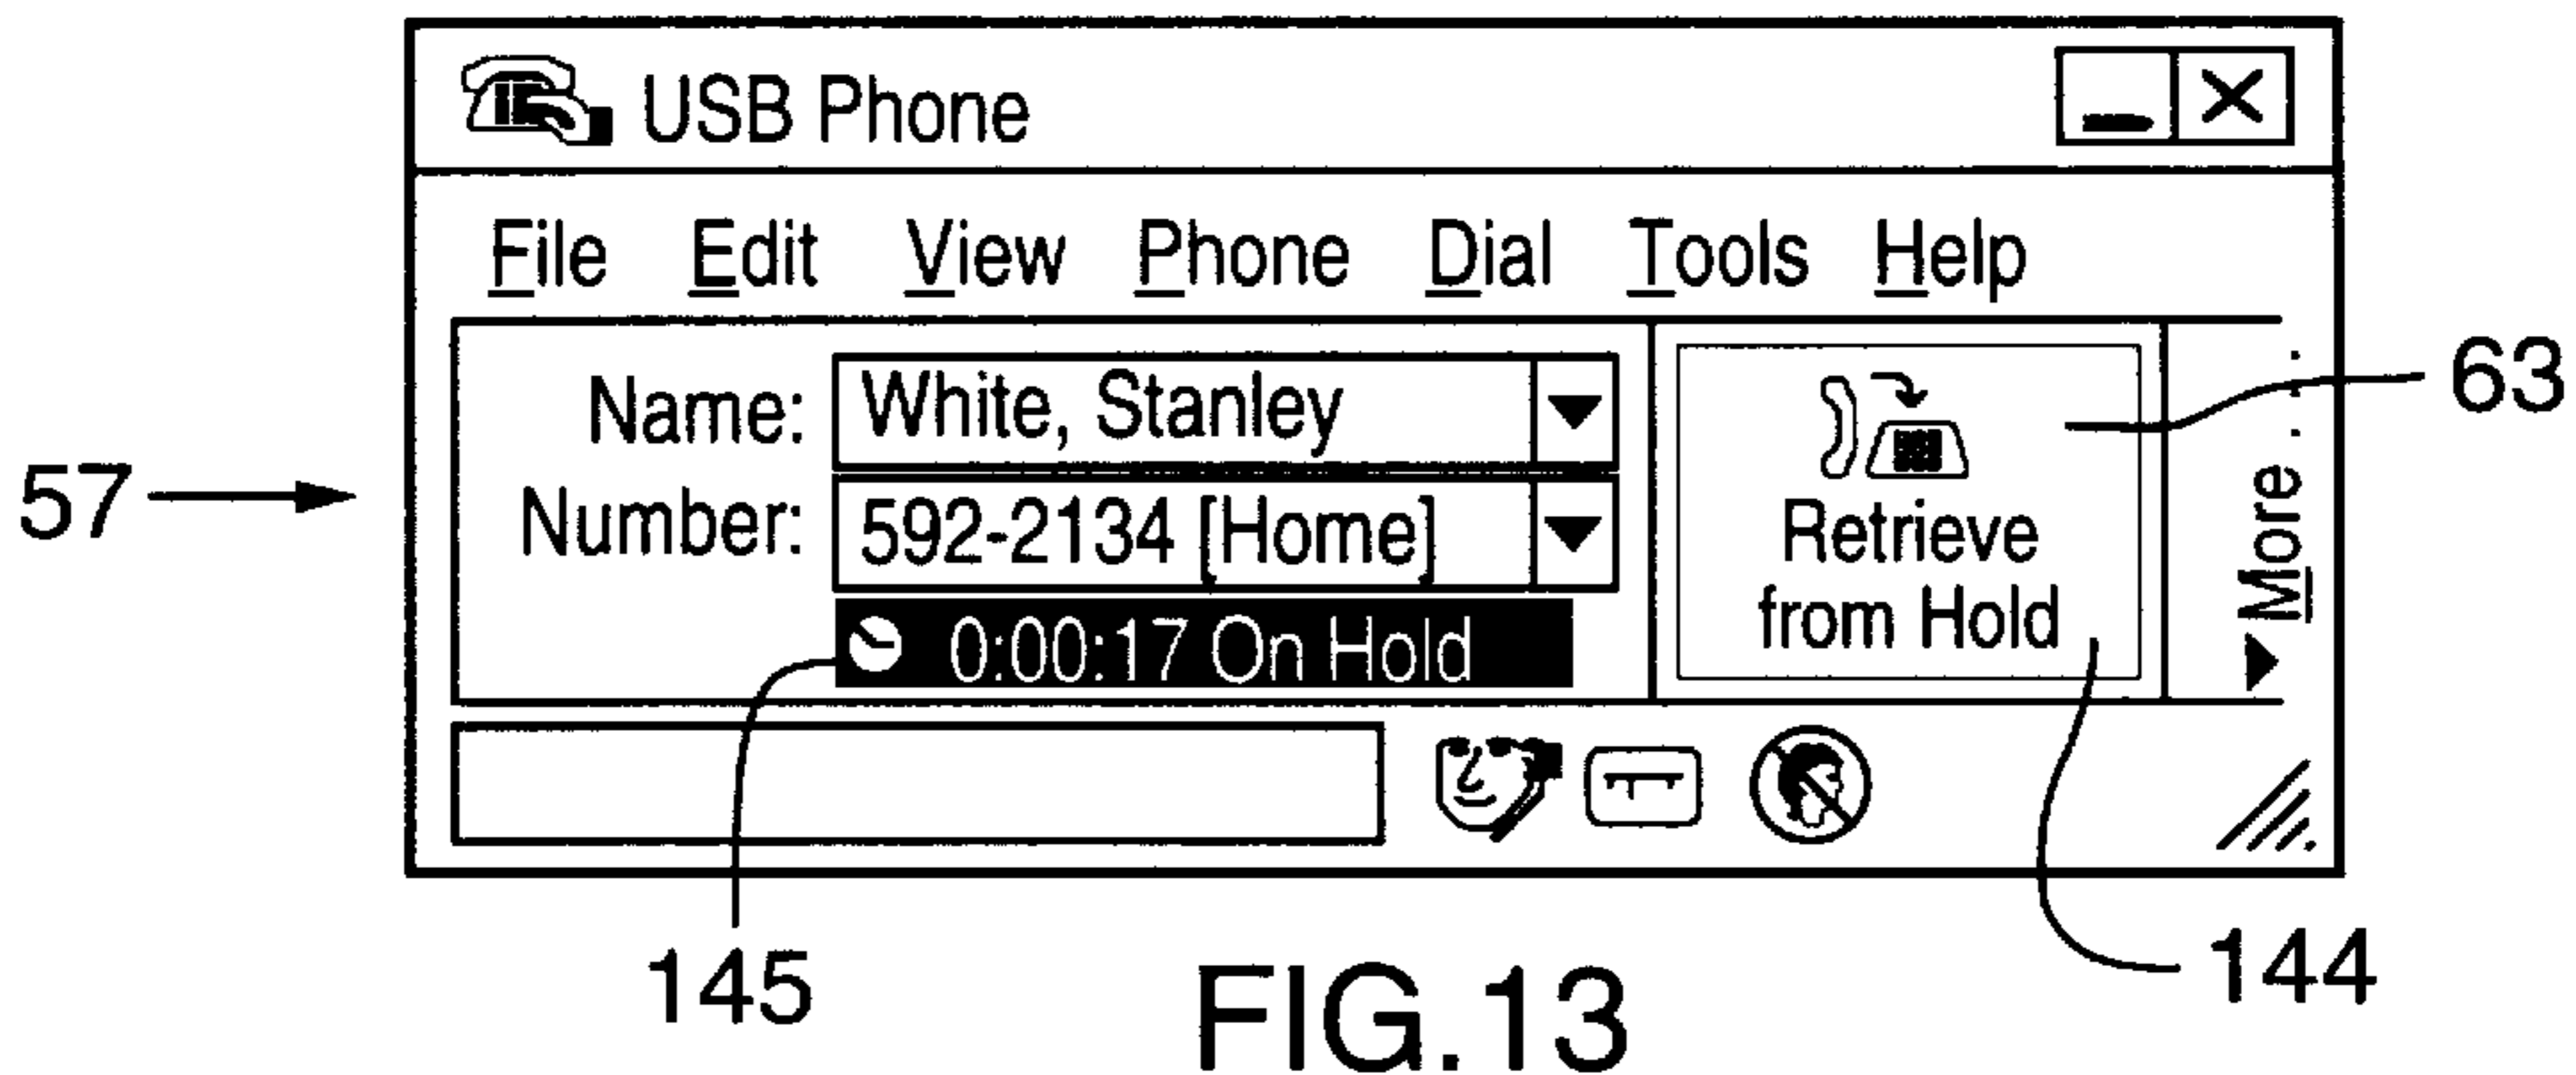 USB Phone
File Edit View Phone Dial Tools Help
Name: White, Stanley
Number: 592-2134 [Home]
0:00:17 On Hold
Retrieve
from Hold
More . . .
57
63
145
144
FIG.13